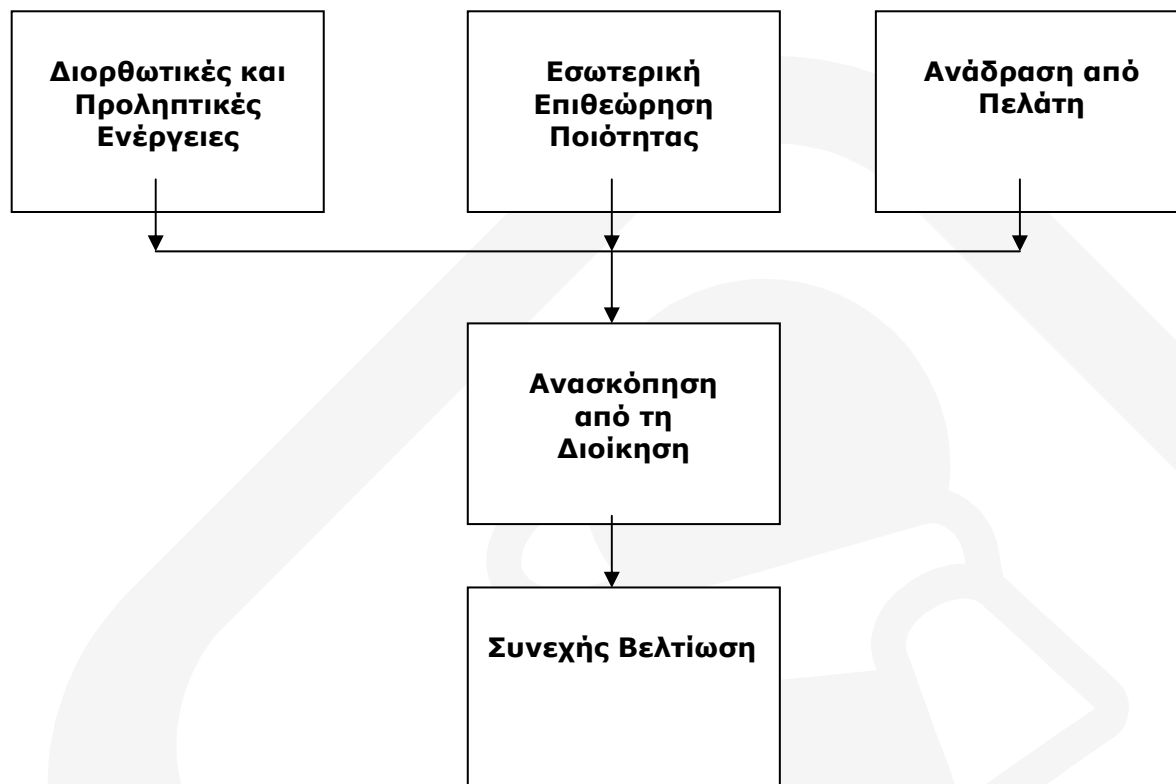 Διορθωτικές και
Προληπτικές
Ενέργειες
Εσωτερική
Επιθεώρηση
Ποιότητας
Ανάδραση από
Πελάτη
Ανασκόπηση
από τη
Διοίκηση
Συνεχής Βελτίωση